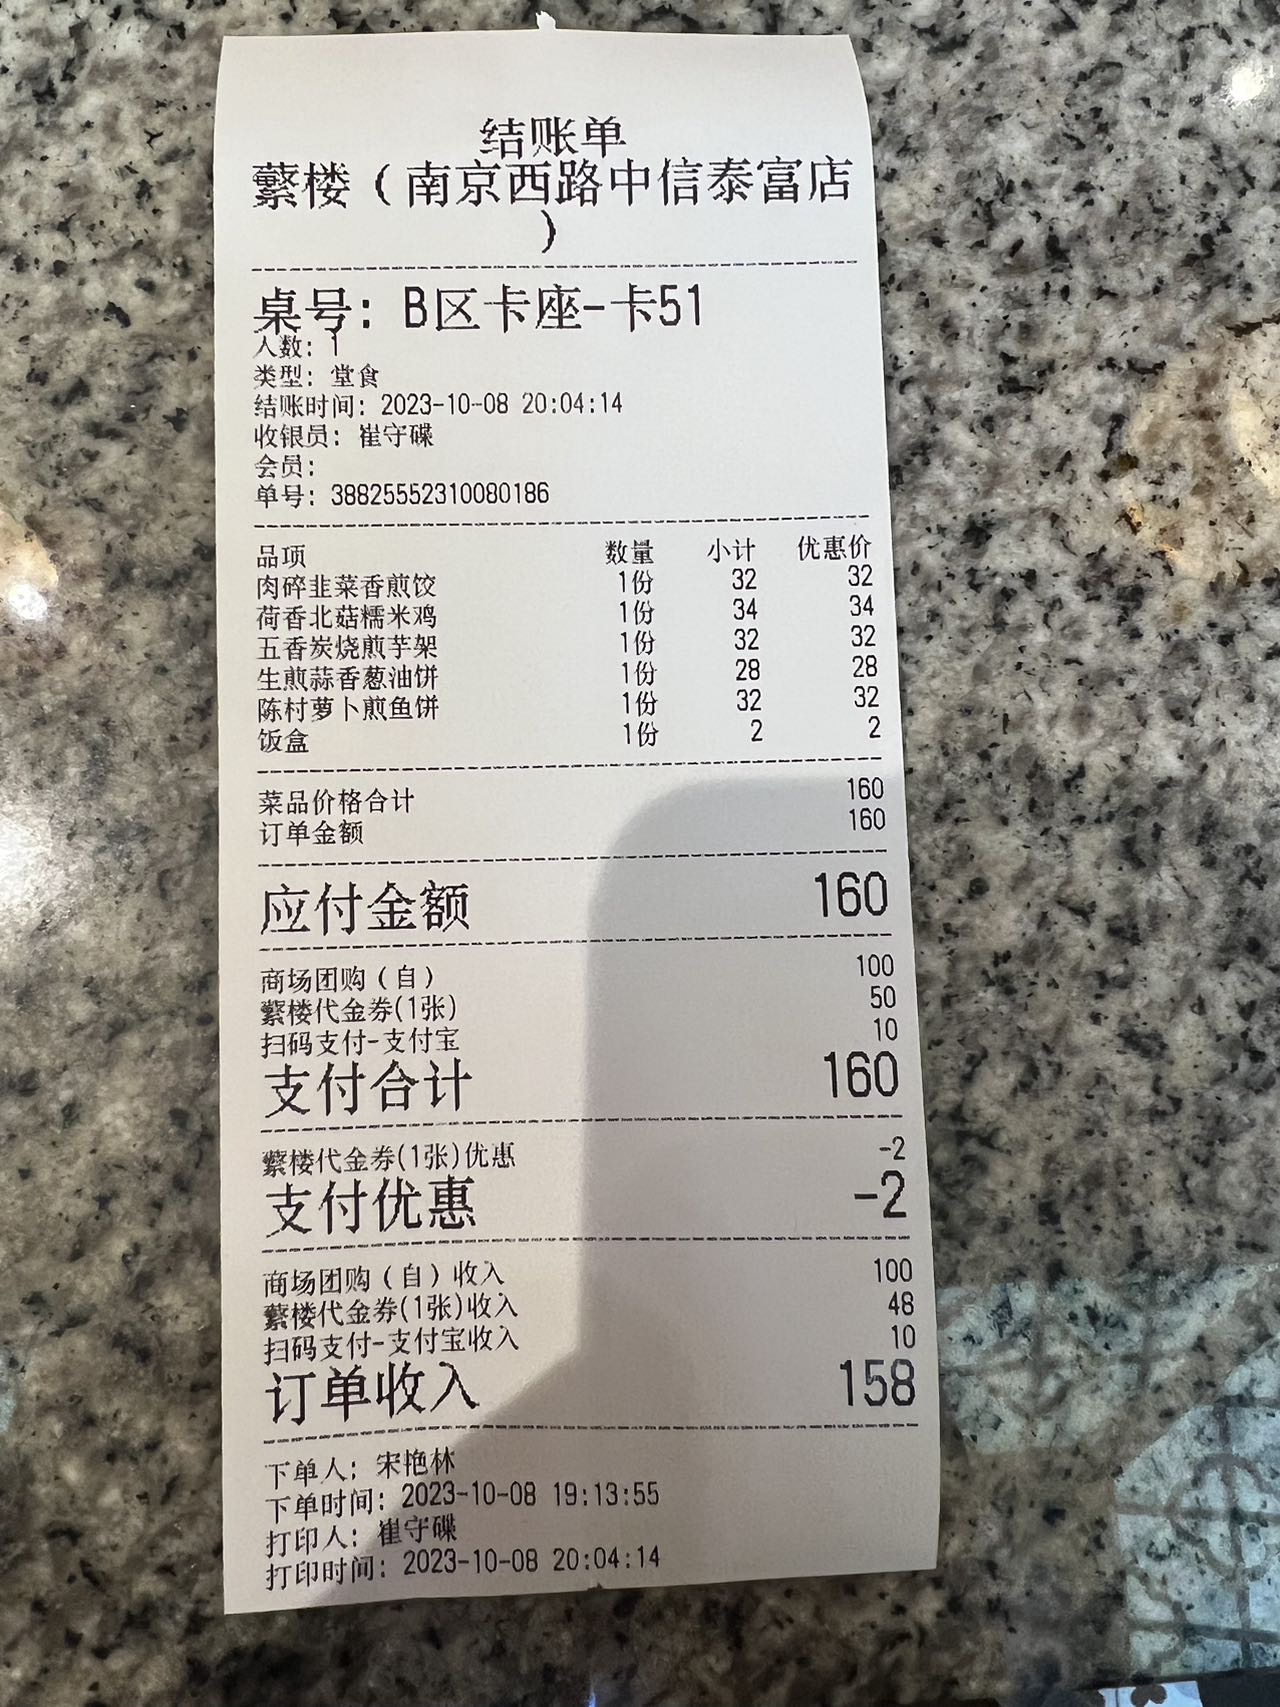 结账单
蘩楼（南京西路中信泰富店
）
桌号：B区卡座-卡51
人数：1
类型：堂食
结账时间：2023-10-08 20:04:14
收银员：崔守碟
会员：
单号：38825552310080186
品项 数量 小计 优惠价
肉碎韭菜香煎饺 1份 32 32
荷香北菇糯米鸡 1份 34 34
五香炭烧煎芋架 1份 32 32
生煎蒜香葱油饼 1份 28 28
陈村萝卜煎鱼饼 1份 32 32
饭盒 1份 2 2
菜品价格合计 160
订单金额 160
应付金额 160
商场团购（自） 100
蘩楼代金券(1张) 50
扫码支付-支付宝 10
支付合计 160
蘩楼代金券(1张)优惠 -2
支付优惠 -2
商场团购（自）收入 100
蘩楼代金券(1张)收入 48
扫码支付-支付宝收入 10
订单收入 158
下单人：宋艳林
下单时间：2023-10-08 19:13:55
打印人：崔守碟
打印时间：2023-10-08 20:04:14